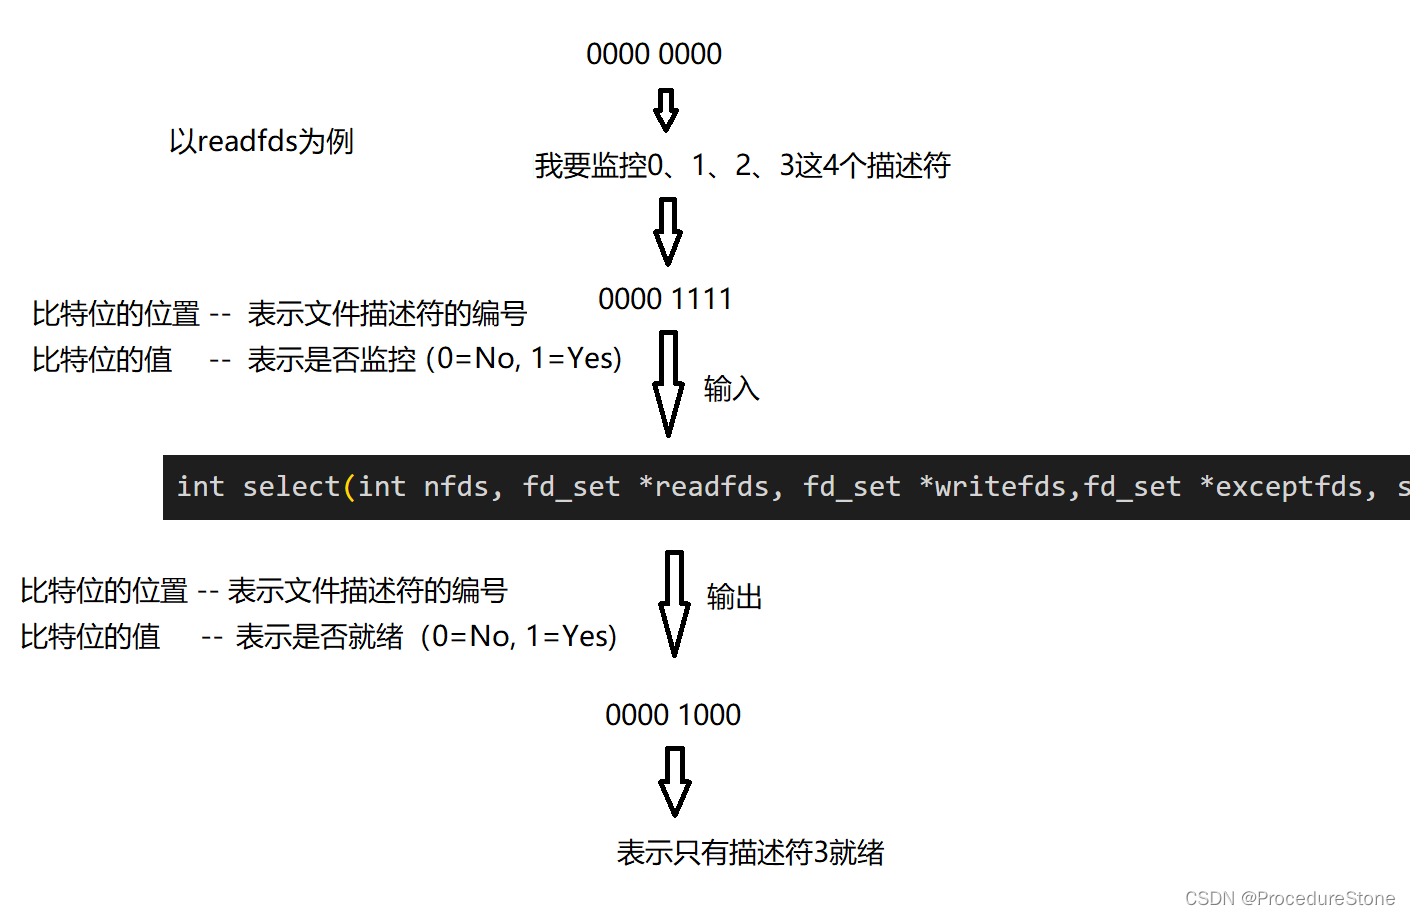 0000 0000
以readfds为例
我要监控0、1、2、3这4个描述符
0000 1111
比特位的位置 -- 表示文件描述符的编号
比特位的值 -- 表示是否监控 (0=No, 1=Yes)
输入
int select(int nfds, fd_set *readfds, fd_set *writefds,fd_set *exceptfds, s
比特位的位置 -- 表示文件描述符的编号
输出
比特位的值 -- 表示是否就绪 (0=No, 1=Yes)
0000 1000
表示只有描述符3就绪
CSDN @ProcedureStone